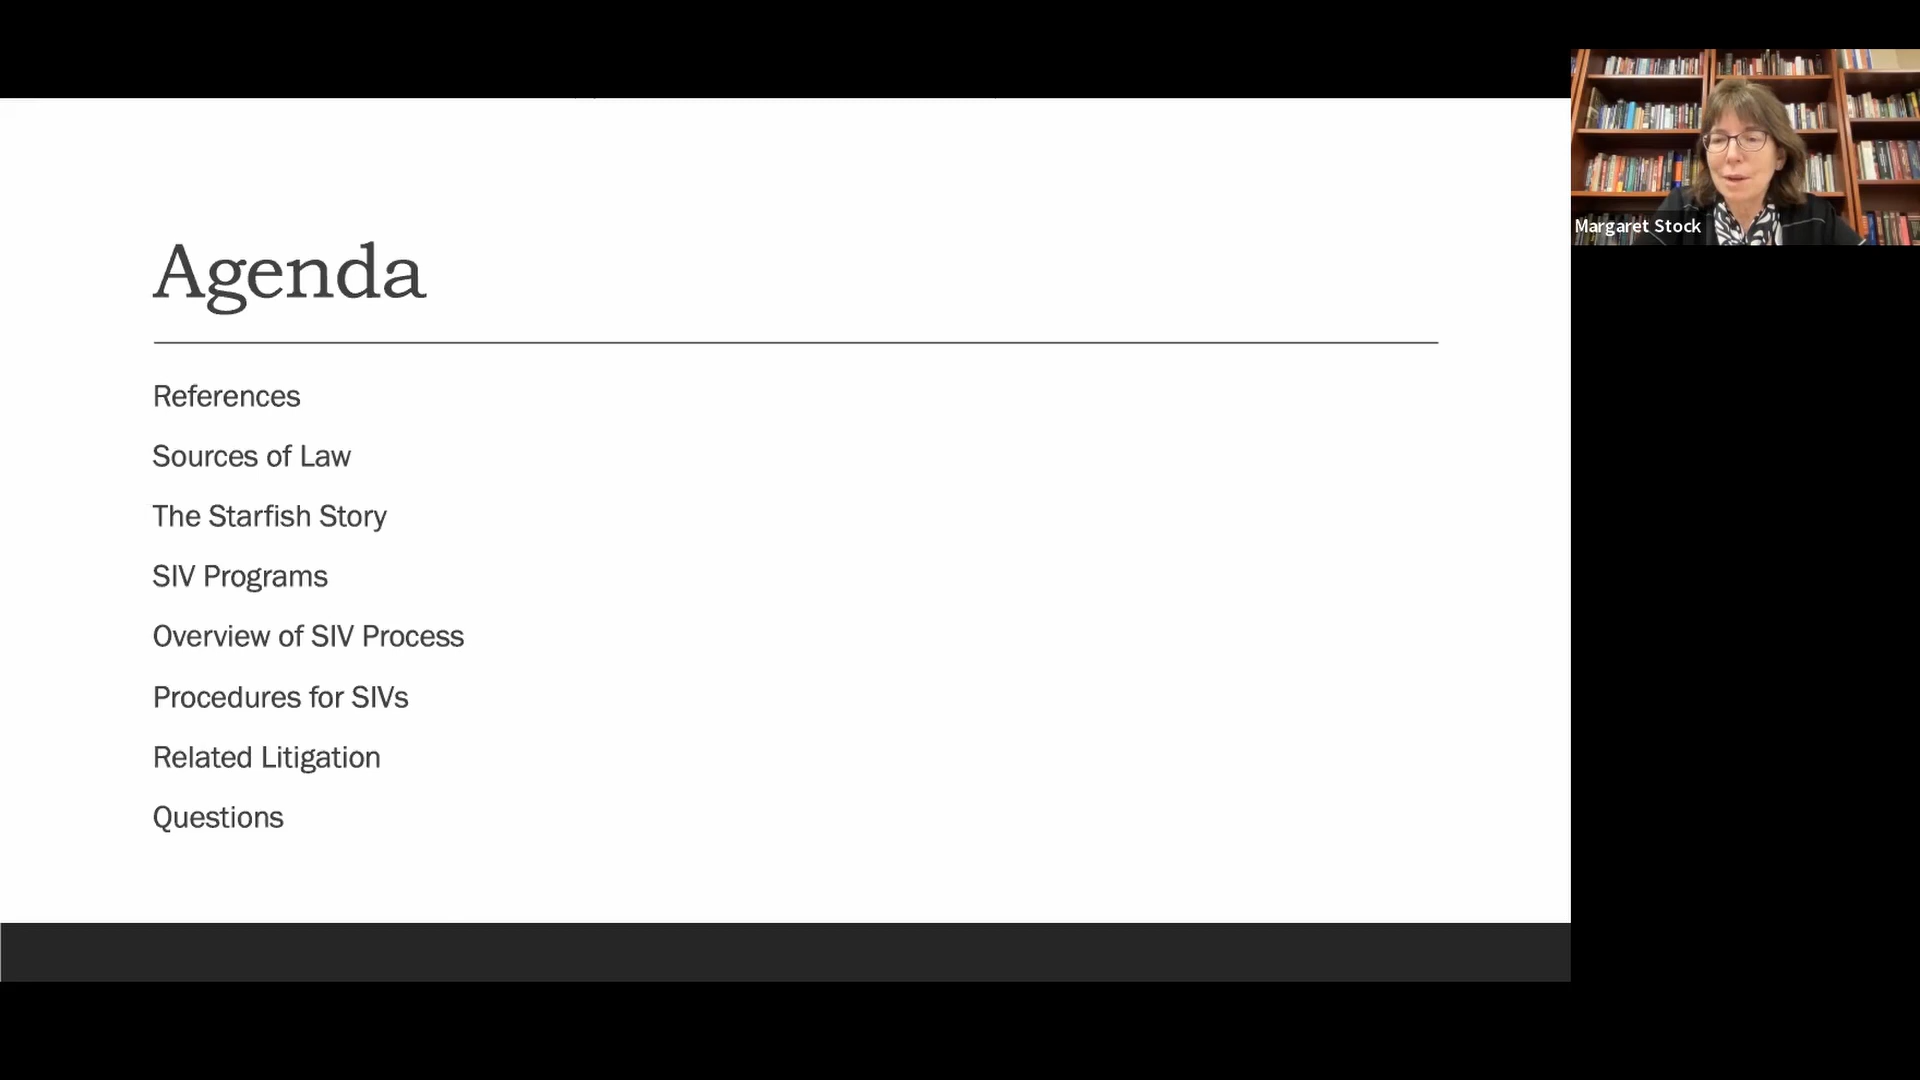 Agenda
References
Sources of Law
The Starfish Story
SIV Programs
Overview of SIV Process
Procedures for SIVs
Related Litigation
Questions
Margaret Stock